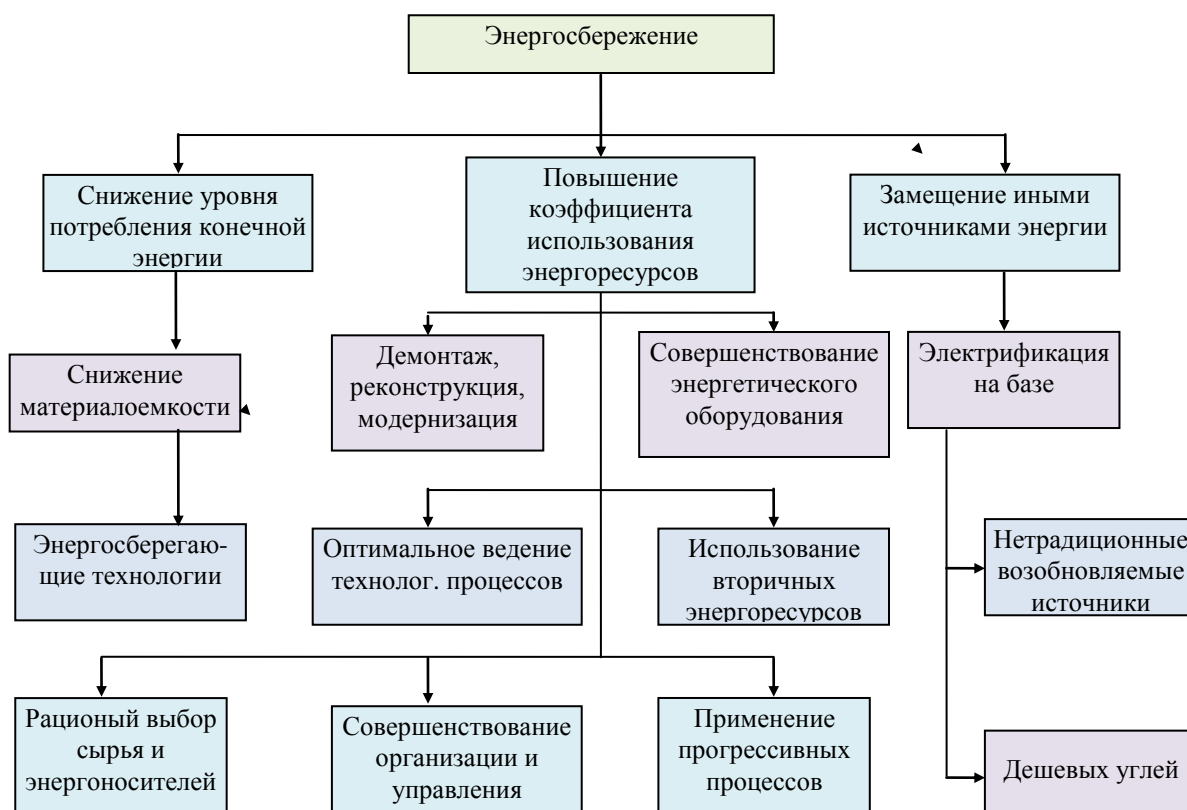 Энергосбережение
Снижение уровня
потребления конечной
энергии
Повышение
коэффициента
использования
энергоресурсов
Замещение иными
источниками энергии
Снижение
материалоемкости
Демонтаж,
реконструкция,
модернизация
Совершенствование
энергетического
оборудования
Электрификация
на базе
Энергосберегаю-
щие технологии
Оптимальное ведение
технолог. процессов
Использование
вторичных
энергоресурсов
Нетрадиционные
возобновляемые
источники
Рационый выбор
сырья и
энергоносителей
Совершенствование
организации и
управления
Применение
прогрессивных
процессов
Дешевых углей